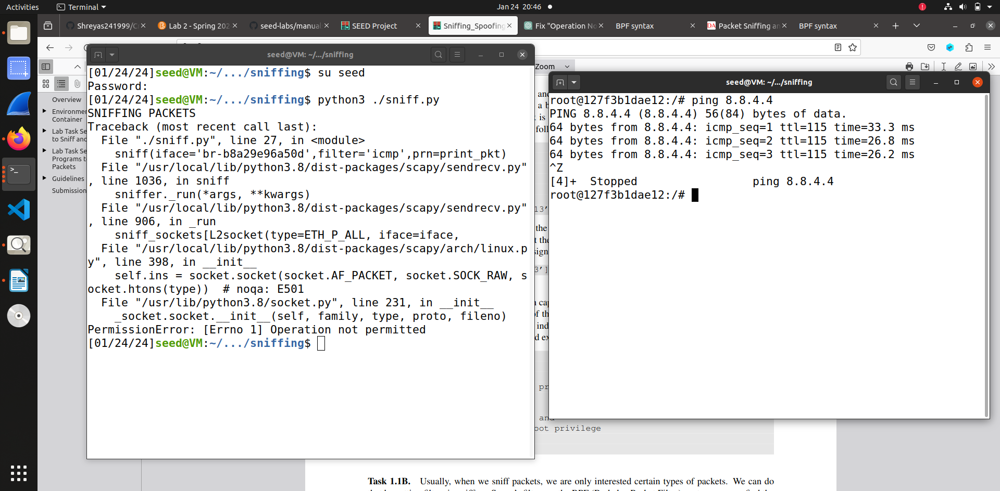 Activities
Terminal
Jan 24 20:46
Shreyas241999/C
Lab 2 - Spring 202
seed-labs/manual
SEED Project
Sniffing_Spoofing
Fix "Operation No
BPF syntax
Packet Sniffing an
BPF syntax
Zoom
Overview
Environmen
Container
Lab Task Se
to Sniff and
Lab Task Se
Programs t
Packets
Guidelines
Submission
seed@VM: ~/.../sniffing
[01/24/24]seed@VM:~/.../sniffing$ su seed
Password:
[01/24/24]seed@VM:~/.../sniffing$ python3 ./sniff.py
SNIFFING PACKETS
Traceback (most recent call last):
File "./sniff.py", line 27, in <module>
sniff(iface='br-b8a29e96a50d',filter='icmp',prn=print_pkt)
File "/usr/local/lib/python3.8/dist-packages/scapy/sendrecv.py"
, line 1036, in sniff
sniffer._run(*args, **kwargs)
File "/usr/local/lib/python3.8/dist-packages/scapy/sendrecv.py"
, line 906, in _run
sniff_sockets[L2socket(type=ETH_P_ALL, iface=iface,
File "/usr/local/lib/python3.8/dist-packages/scapy/arch/linux.p
y", line 398, in __init__
self.ins = socket.socket(socket.AF_PACKET, socket.SOCK_RAW, s
ocket.htons(type))  # noqa: E501
File "/usr/lib/python3.8/socket.py", line 231, in __init__
_socket.socket.__init__(self, family, type, proto, fileno)
PermissionError: [Errno 1] Operation not permitted
[01/24/24]seed@VM:~/.../sniffing$
seed@VM: ~/.../sniffing
root@127f3b1dae12:/# ping 8.8.4.4
PING 8.8.4.4 (8.8.4.4) 56(84) bytes of data.
64 bytes from 8.8.4.4: icmp_seq=1 ttl=115 time=33.3 ms
64 bytes from 8.8.4.4: icmp_seq=2 ttl=115 time=26.8 ms
64 bytes from 8.8.4.4: icmp_seq=3 ttl=115 time=26.2 ms
^Z
[4]+  Stopped                 ping 8.8.4.4
root@127f3b1dae12:/#
and
oot privilege
Task 1.1B. Usually, when we sniff packets, we are only interested certain types of packets. We can do